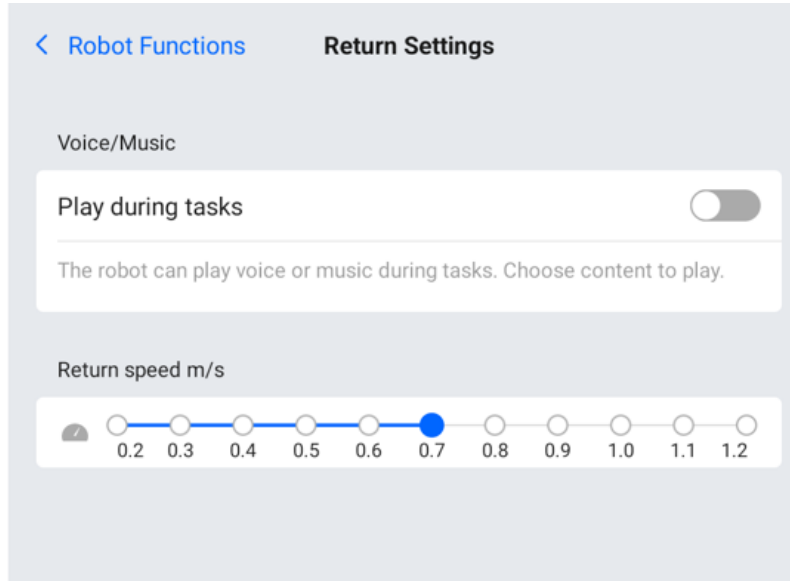 Robot Functions Return Settings
Voice/Music
Play during tasks
The robot can play voice or music during tasks. Choose content to play.
Return speed m/s
0.2 0.3 0.4 0.5 0.6 0.7 0.8 0.9 1.0 1.1 1.2